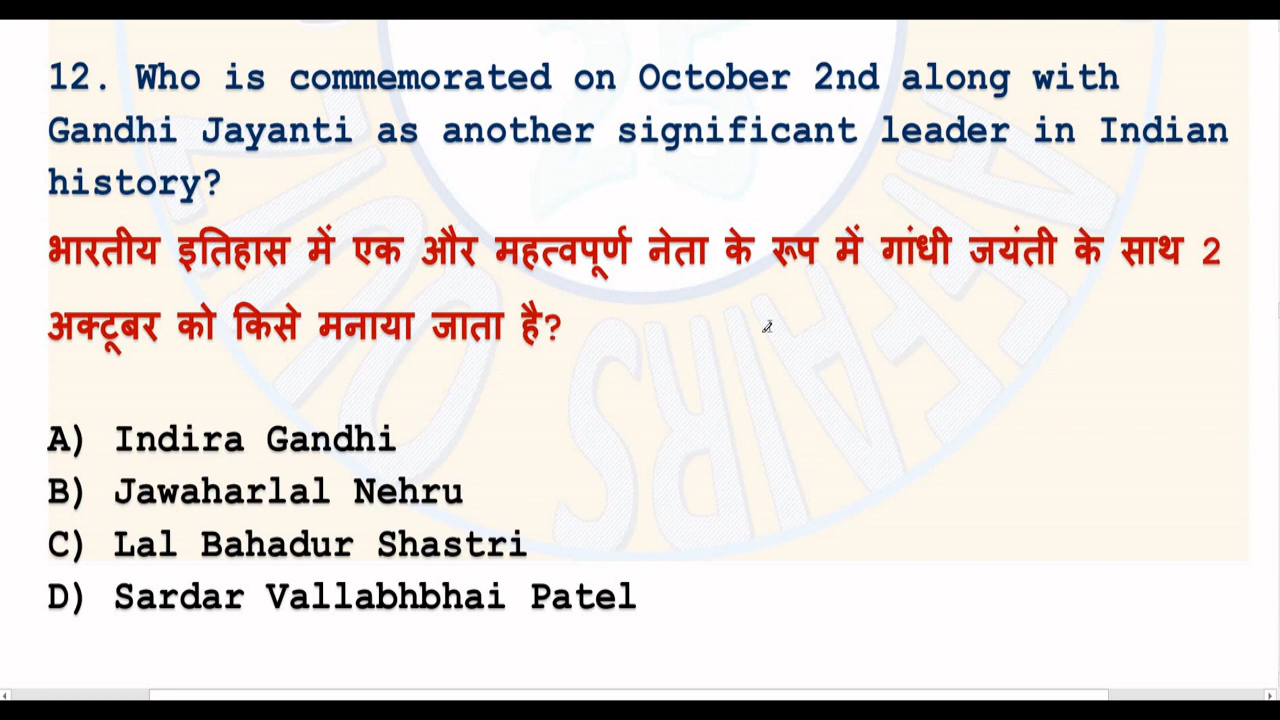 12. Who is commemorated on October 2nd along with
Gandhi Jayanti as another significant leader in Indian
history?
भारतीय इतिहास में एक और महत्वपूर्ण नेता के रूप में गांधी जयंती के साथ 2
अक्टूबर को किसे मनाया जाता है?
A) Indira Gandhi
B) Jawaharlal Nehru
C) Lal Bahadur Shastri
D) Sardar Vallabhbhai Patel